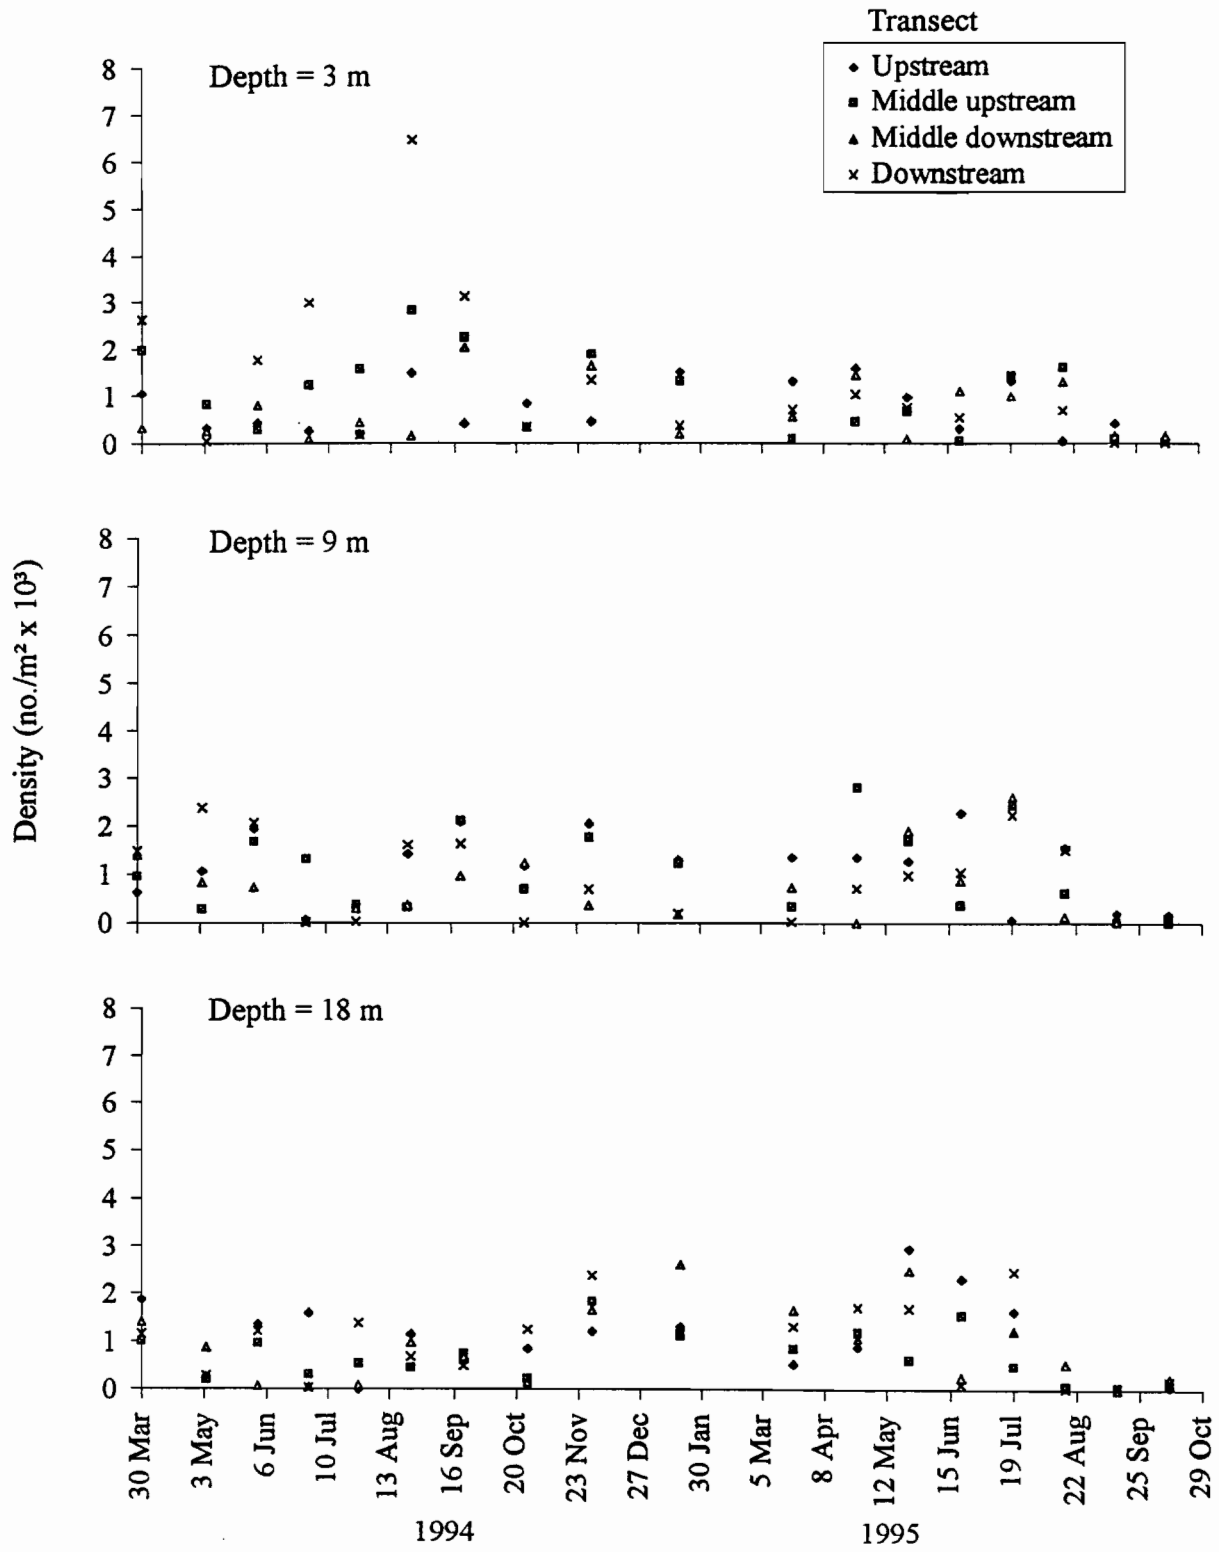 Transect
Upstream
Middle upstream
Middle downstream
Downstream
Depth = 3 m
8
7
6
5
4
3
2
1
0
Depth = 9 m
8
7
6
5
4
3
2
1
0
Density (no./m² x 10³)
Depth = 18 m
8
7
6
5
4
3
2
1
0
30 Mar
3 May
6 Jun
10 Jul
13 Aug
16 Sep
20 Oct
23 Nov
27 Dec
30 Jan
5 Mar
8 Apr
12 May
15 Jun
19 Jul
22 Aug
25 Sep
29 Oct
1994
1995